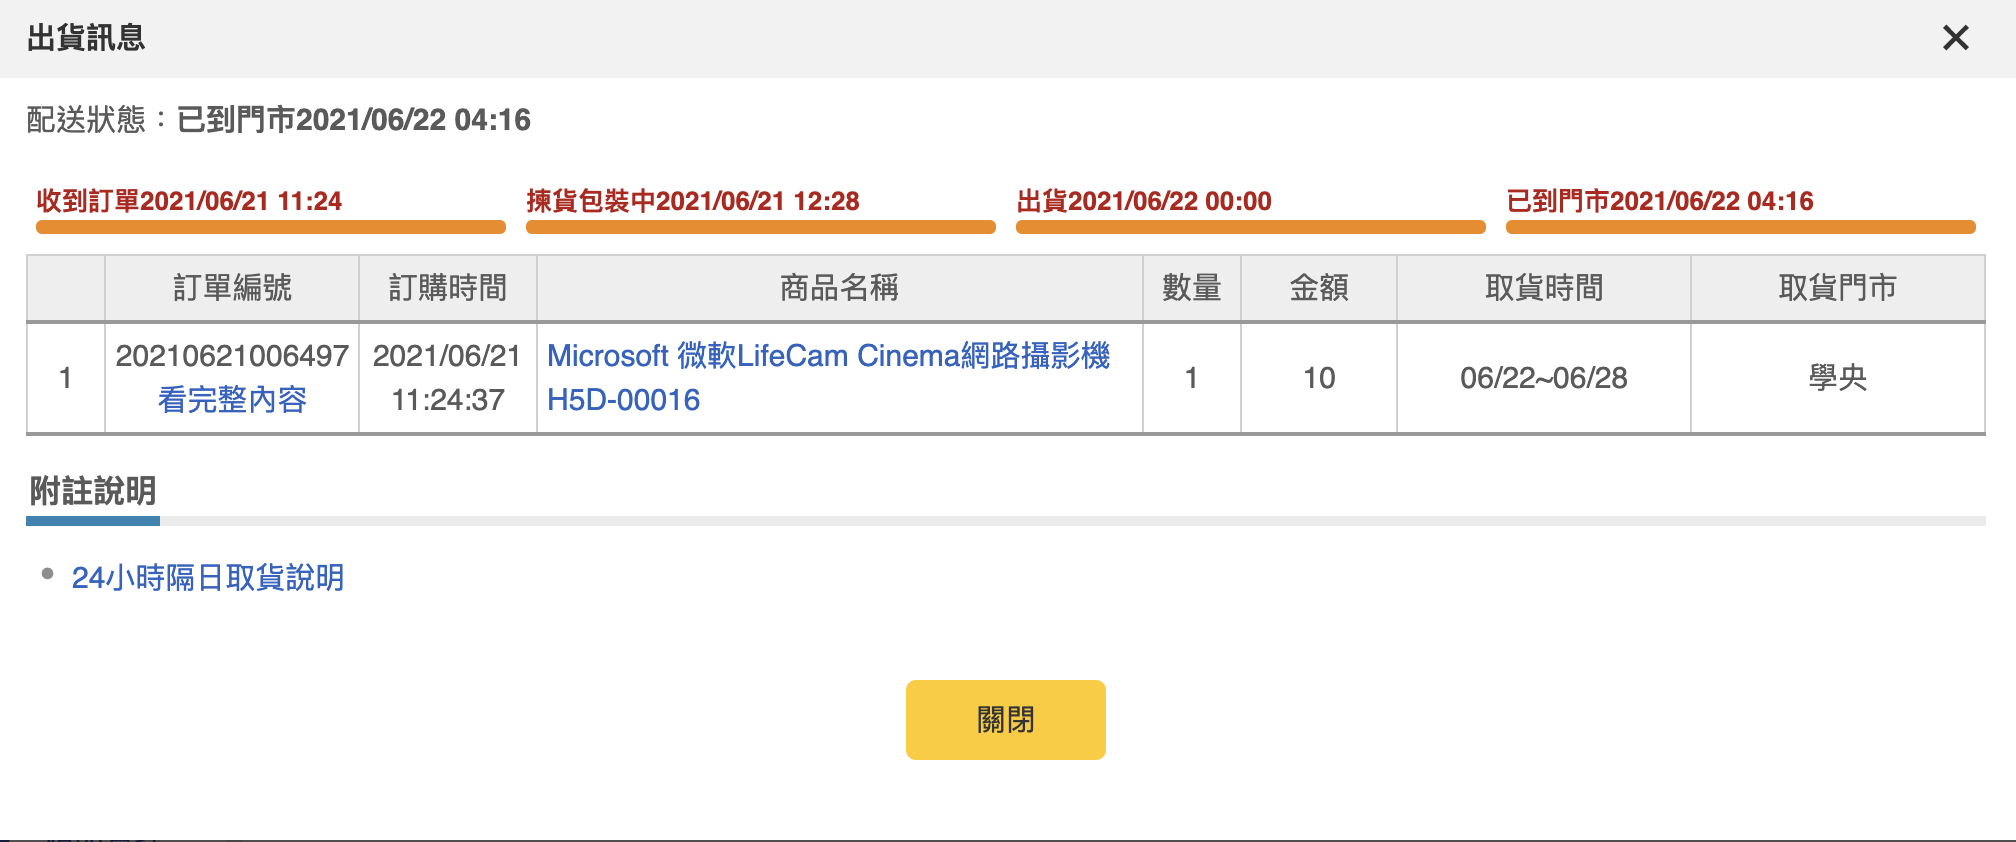 出貨訊息
配送狀態：已到門市2021/06/22 04:16
收到訂單2021/06/21 11:24
揀貨包裝中2021/06/21 12:28
出貨2021/06/22 00:00
已到門市2021/06/22 04:16
訂單編號 訂購時間 商品名稱 數量 金額 取貨時間 取貨門市
1
20210621006497
看完整內容
2021/06/21
11:24:37
Microsoft 微軟LifeCam Cinema網路攝影機
H5D-00016
1
10
06/22~06/28
學央
附註說明
24小時隔日取貨說明
關閉